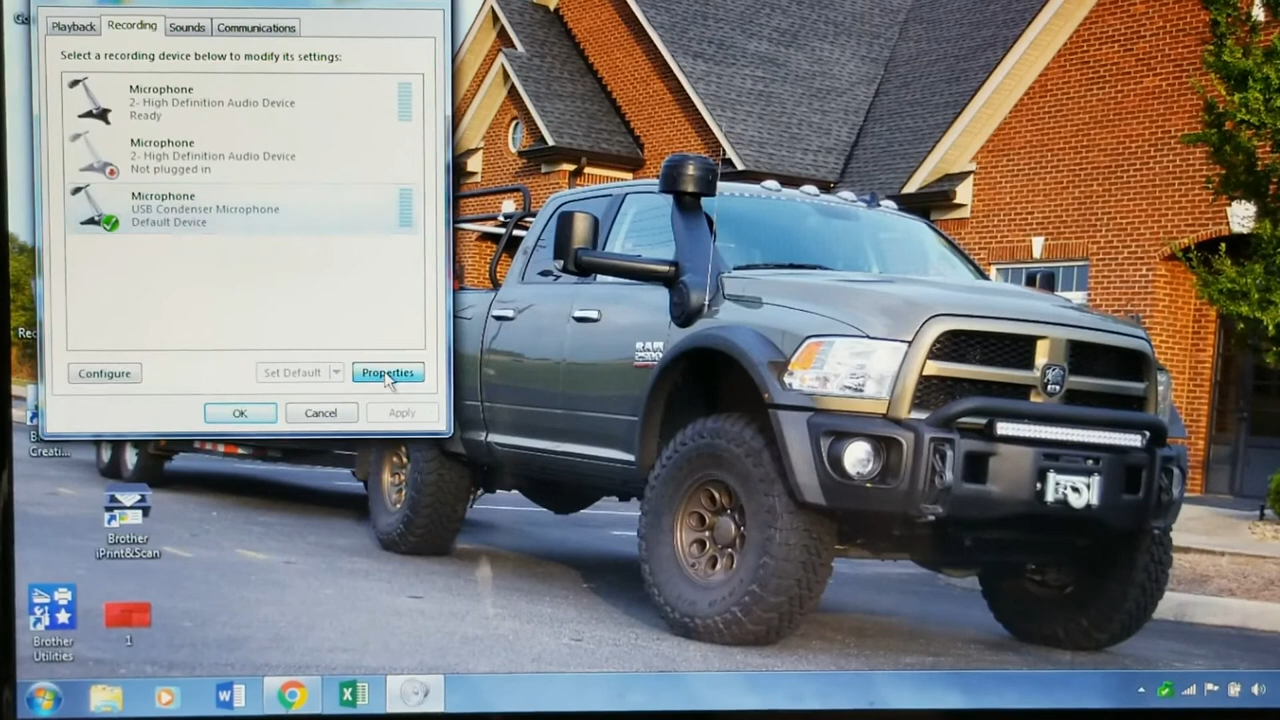 Playback
Recording
Sounds
Communications
Select a recording device below to modify its settings:
Microphone
2- High Definition Audio Device
Ready
Microphone
2- High Definition Audio Device
Not plugged in
Microphone
USB Condenser Microphone
Default Device
Configure
Set Default
Properties
OK
Cancel
Apply
RAM
2500
Creati...
Brother
iPrint&Scan
Brother
Utilities
1